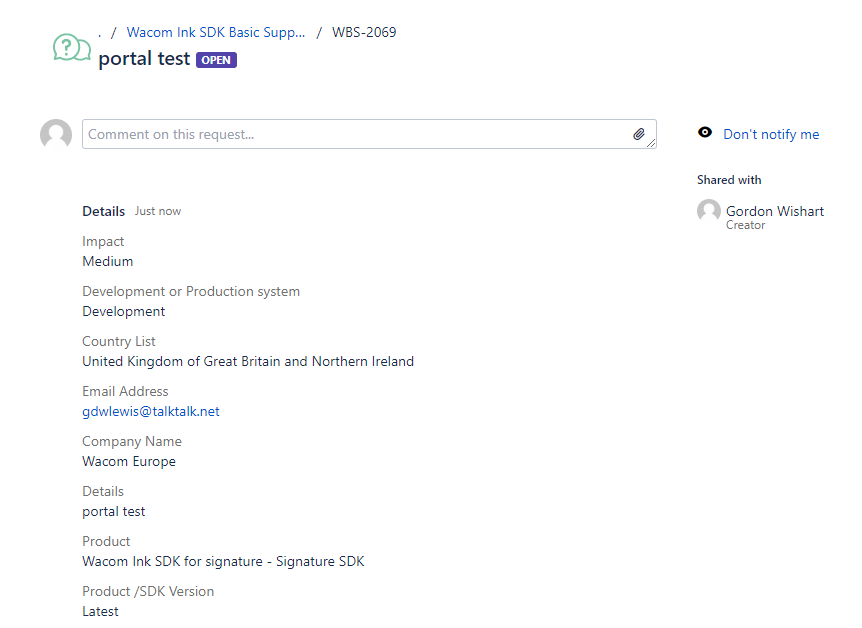 . / Wacom Ink SDK Basic Supp... / WBS-2069
portal test OPEN
Comment on this request...
Don't notify me
Shared with
Gordon Wishart
Creator
Details Just now
Impact
Medium
Development or Production system
Development
Country List
United Kingdom of Great Britain and Northern Ireland
Email Address
gdwlewis@talktalk.net
Company Name
Wacom Europe
Details
portal test
Product
Wacom Ink SDK for signature - Signature SDK
Product /SDK Version
Latest